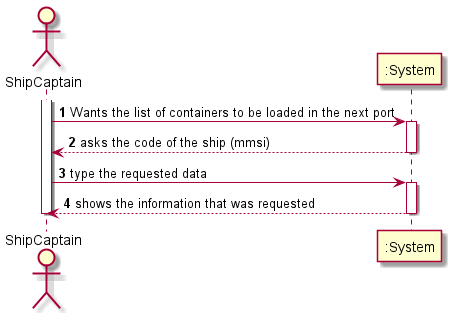 ShipCaptain
:System
1 Wants the list of containers to be loaded in the next port
2 asks the code of the ship (mmsi)
3 type the requested data
4 shows the information that was requested
ShipCaptain
:System